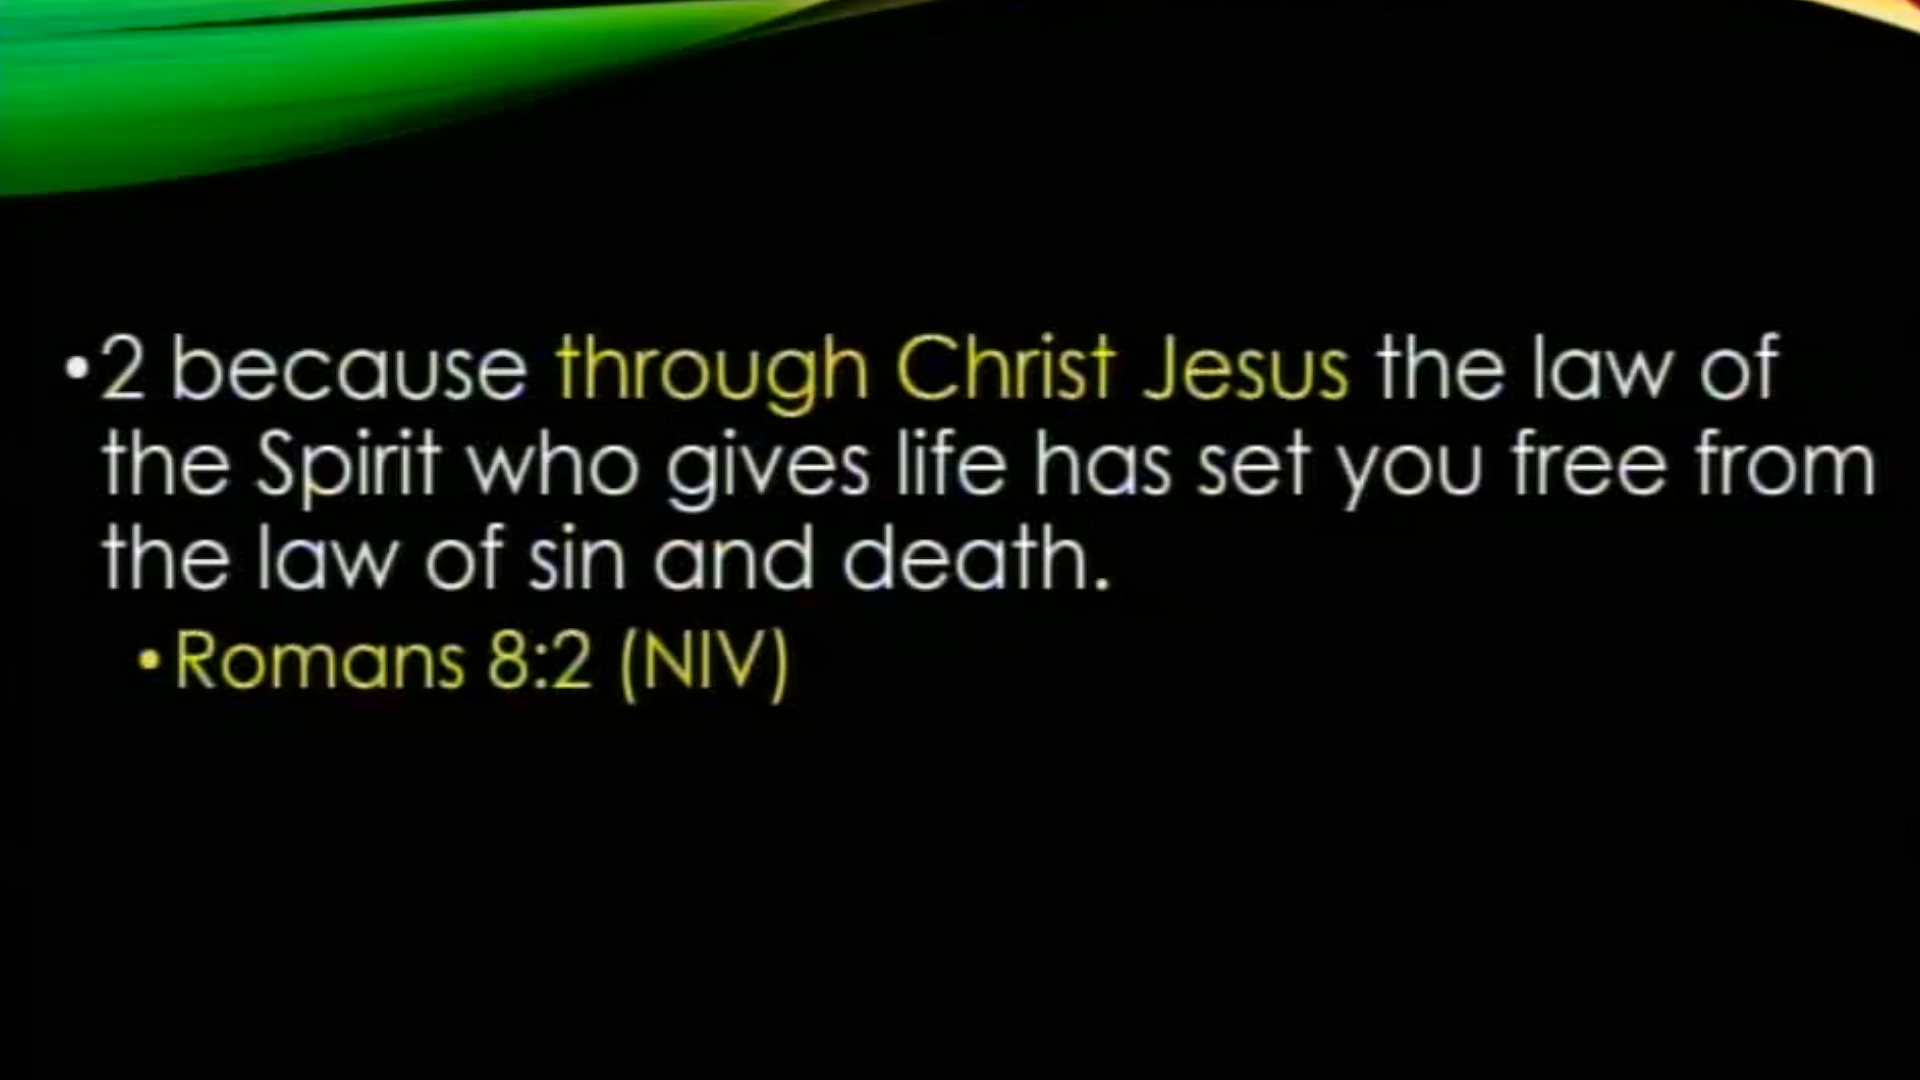 •2 because through Christ Jesus the law of
the Spirit who gives life has set you free from
the law of sin and death.
•Romans 8:2 (NIV)